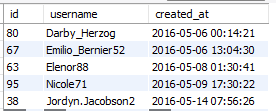 id username created_at
80 Darby_Herzog 2016-05-06 00:14:21
67 Emilio_Bernier52 2016-05-06 13:04:30
63 Elenor88 2016-05-08 01:30:41
95 Nicole71 2016-05-09 17:30:22
38 Jordyn.Jacobson2 2016-05-14 07:56:26